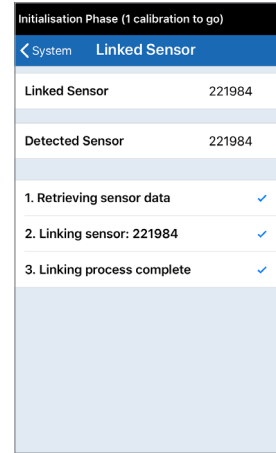 Initialisation Phase (1 calibration to go)
System Linked Sensor
Linked Sensor 221984
Detected Sensor 221984
1. Retrieving sensor data
2. Linking sensor: 221984
3. Linking process complete